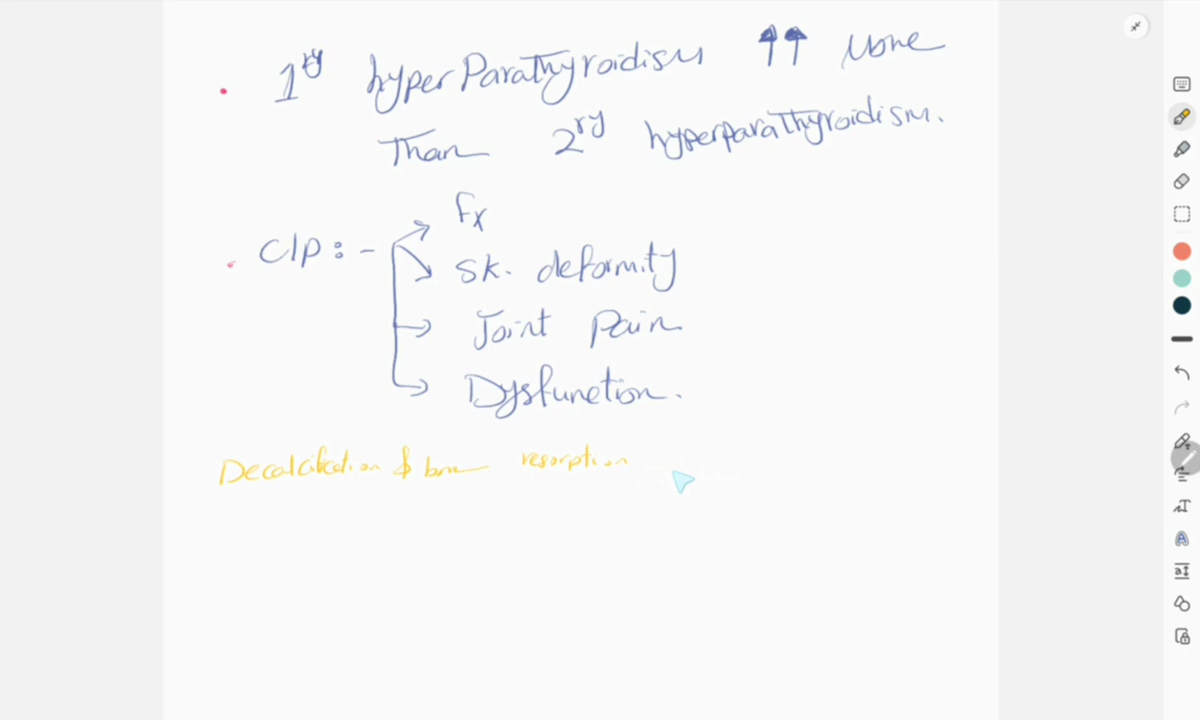 1ry hyperParathyroidism ↑↑ more
Than 2ry hyperparathyroidism.
C/P:- Fx
Sk. deformity
Joint Pain
Dysfunction.
Decalcification & bone resorption